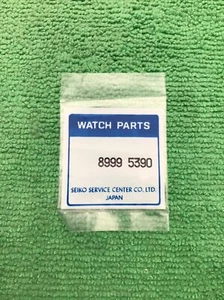 WATCH PARTS
8999 5390
SEIKO SERVICE CENTER CO. LTD.
JAPAN